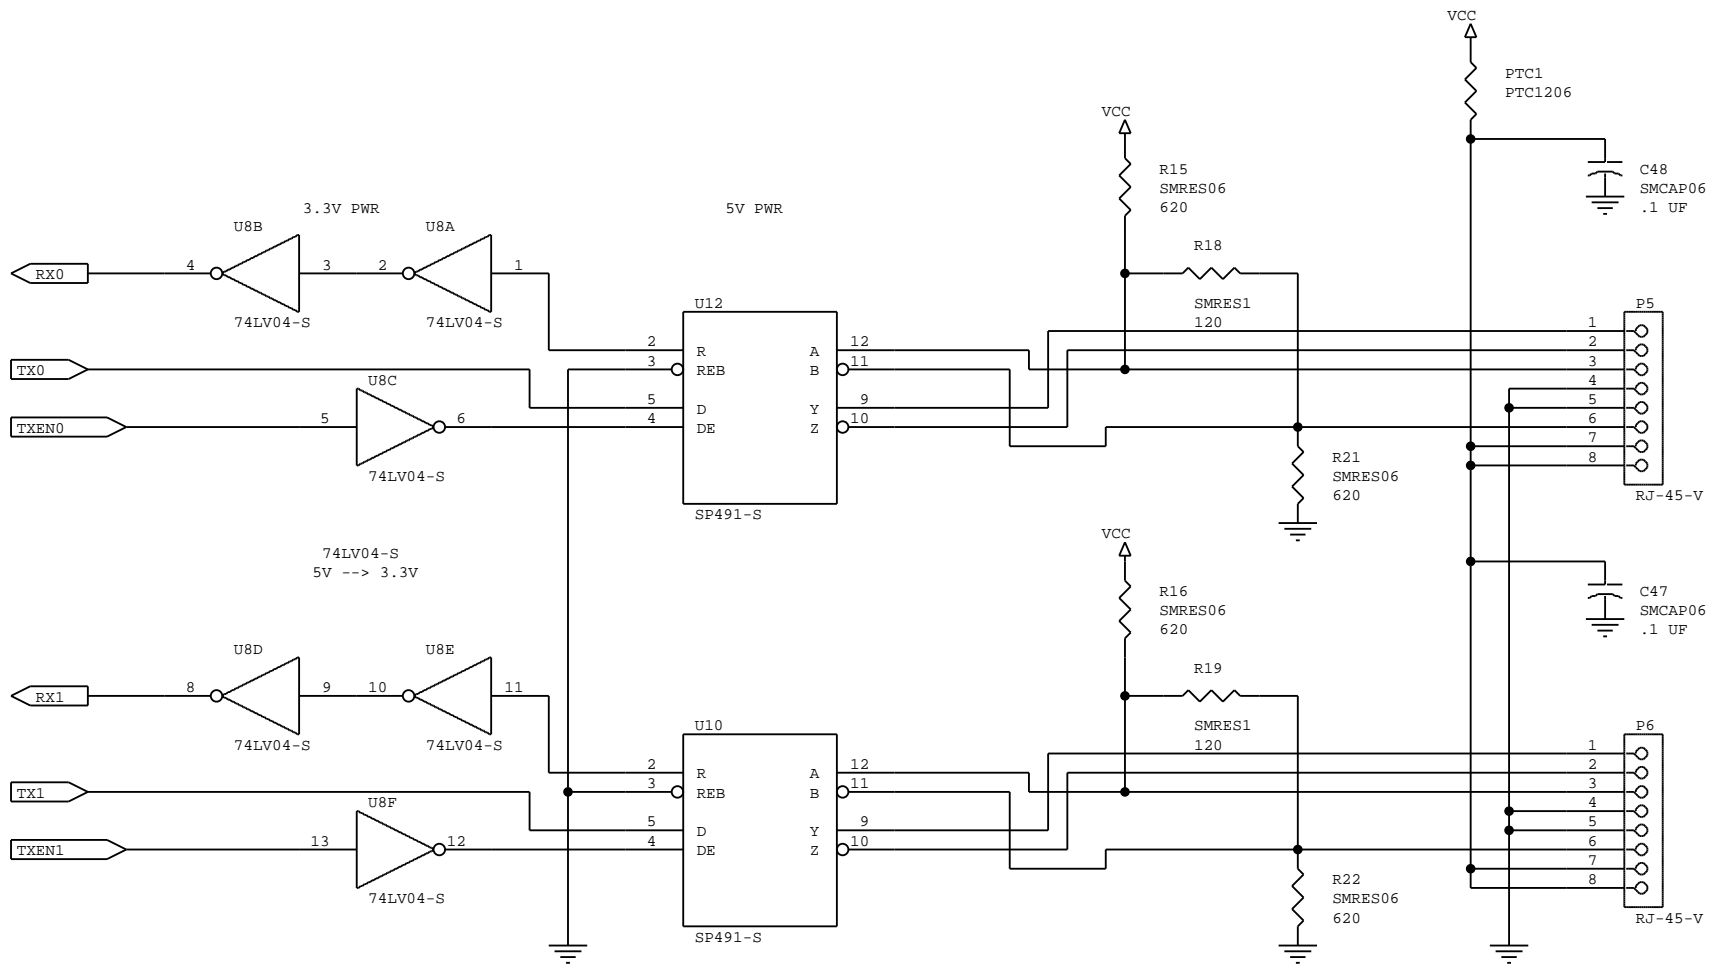 VCC
PTC1
PTC1206
VCC
R15
SMRES06
620
C48
SMCAP06
.1 UF
3.3V PWR
5V PWR
U8B
U8A
R18
RX0
4
3
2
1
74LV04-S
74LV04-S
SMRES1
120
U12
P5
2
R
A
12
3
REB
B
11
5
D
Y
9
4
DE
Z
10
SP491-S
1
2
3
4
5
6
7
8
RJ-45-V
TX0
U8C
TXEN0
5
6
74LV04-S
R21
SMRES06
620
74LV04-S
5V --> 3.3V
VCC
R16
SMRES06
620
C47
SMCAP06
.1 UF
U8D
U8E
R19
RX1
8
9
10
11
74LV04-S
74LV04-S
SMRES1
120
U10
P6
2
R
A
12
3
REB
B
11
5
D
Y
9
4
DE
Z
10
SP491-S
1
2
3
4
5
6
7
8
RJ-45-V
TX1
U8F
TXEN1
13
12
74LV04-S
R22
SMRES06
620